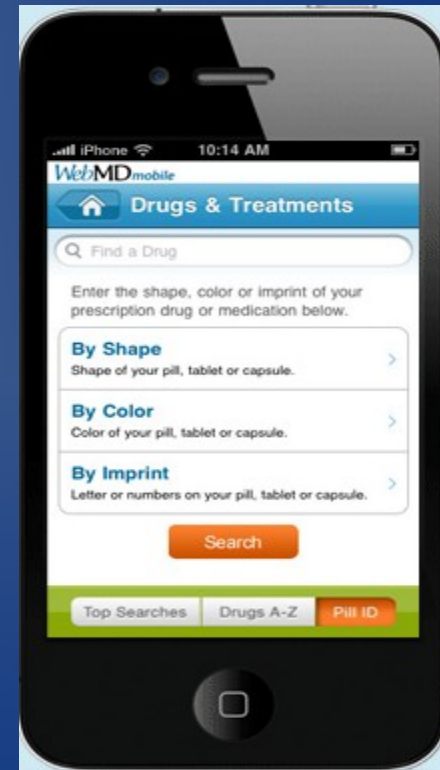 iPhone 10:14 AM
WebMD mobile
Drugs & Treatments
Find a Drug
Enter the shape, color or imprint of your
prescription drug or medication below.
By Shape
Shape of your pill, tablet or capsule.
By Color
Color of your pill, tablet or capsule.
By Imprint
Letter or numbers on your pill, tablet or capsule.
Search
Top Searches Drugs A-Z Pill ID